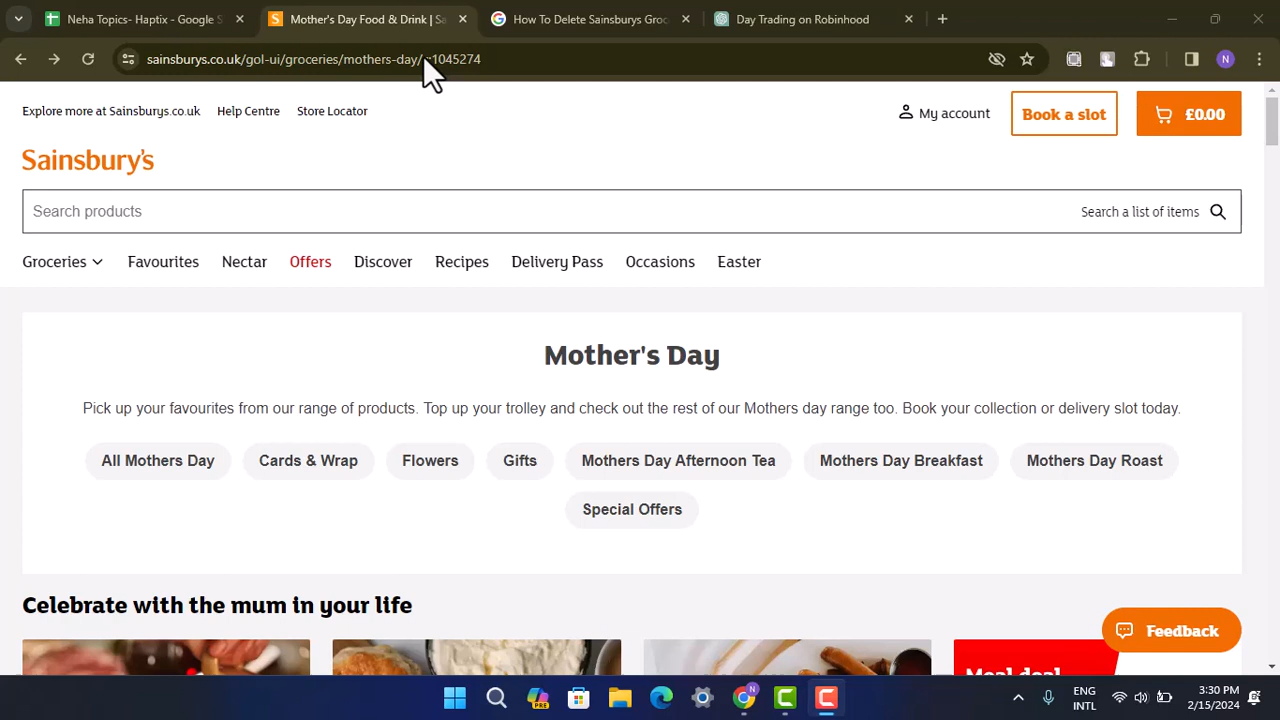 Neha Topics- Haptix - Google S
Mother's Day Food & Drink | Sa
How To Delete Sainsburys Groc
Day Trading on Robinhood
sainsburys.co.uk/gol-ui/groceries/mothers-day/
1045274
N
Explore more at Sainsburys.co.uk
Help Centre
Store Locator
My account
Book a slot
£0.00
Sainsbury's
Search products
Search a list of items
Groceries
Favourites
Nectar
Offers
Discover
Recipes
Delivery Pass
Occasions
Easter
Mother's Day
Pick up your favourites from our range of products. Top up your trolley and check out the rest of our Mothers day range too. Book your collection or delivery slot today.
All Mothers Day
Cards & Wrap
Flowers
Gifts
Mothers Day Afternoon Tea
Mothers Day Breakfast
Mothers Day Roast
Special Offers
Celebrate with the mum in your life
Meal deal
Feedback
PRE
N
ENG
INTL
3:30 PM
2/15/2024